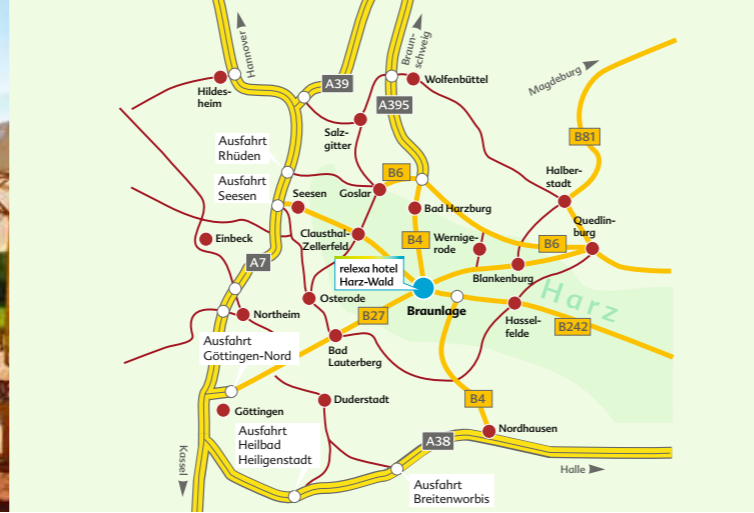 Hannover
Braun-
schweig
Hildes-
heim
A39
Wolfenbüttel
Magdeburg
A395
Salz-
gitter
B81
Ausfahrt
Rhüden
B6
Halber-
stadt
Ausfahrt
Seesen
Seesen
Goslar
Bad Harzburg
Quedlin-
burg
Einbeck
Clausthal-
Zellerfeld
B4
Wernige-
rode
B6
A7
relexa hotel
Harz-Wald
Blankenburg
Harz
Osterode
Braunlage
Northeim
B27
Hassel-
felde
B242
Ausfahrt
Göttingen-Nord
Bad
Lauterberg
B4
Göttingen
Duderstadt
Nordhausen
Ausfahrt
Heilbad
Heiligenstadt
A38
Kassel
Halle
Ausfahrt
Breitenworbis